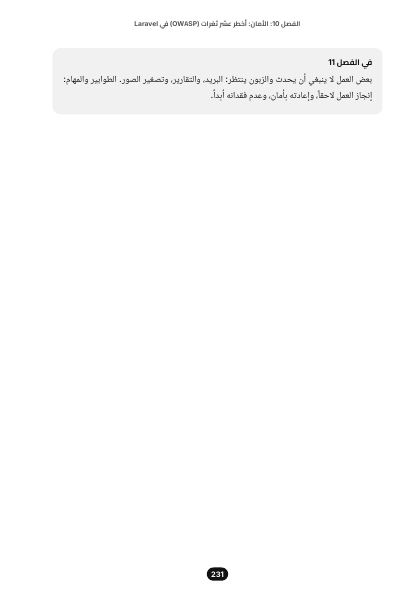 الفصل 10: الأمان: أخطر عشر ثغرات (OWASP) في Laravel
في الفصل 11
بعض العمل لا ينبغي أن يحدث والزبون ينتظر: البريد، والتقارير، وتصغير الصور. الطوابير والمهام:
إنجاز العمل لاحقاً، وإعادته بأمان، وعدم فقدانه أبداً.
231